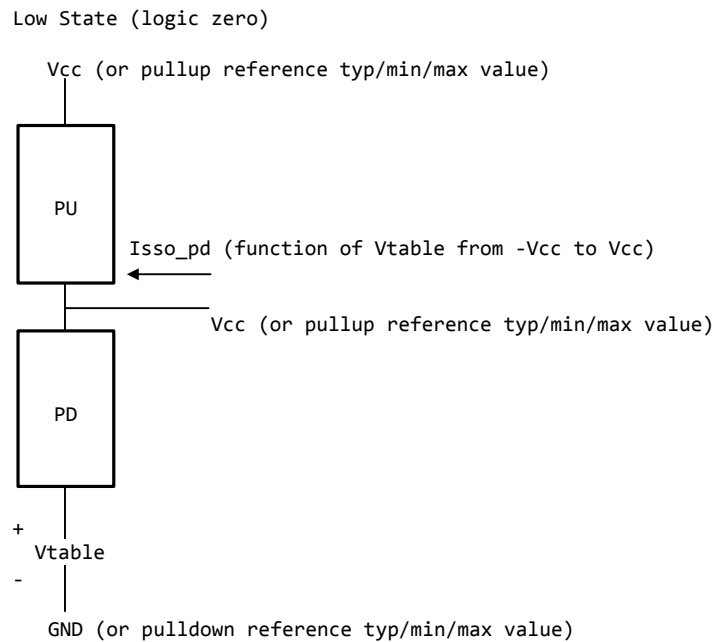 Low State (logic zero)
Vcc (or pullup reference typ/min/max value)
PU
Isso_pd (function of Vtable from -Vcc to Vcc)
Vcc (or pullup reference typ/min/max value)
PD
+
Vtable
-
GND (or pulldown reference typ/min/max value)